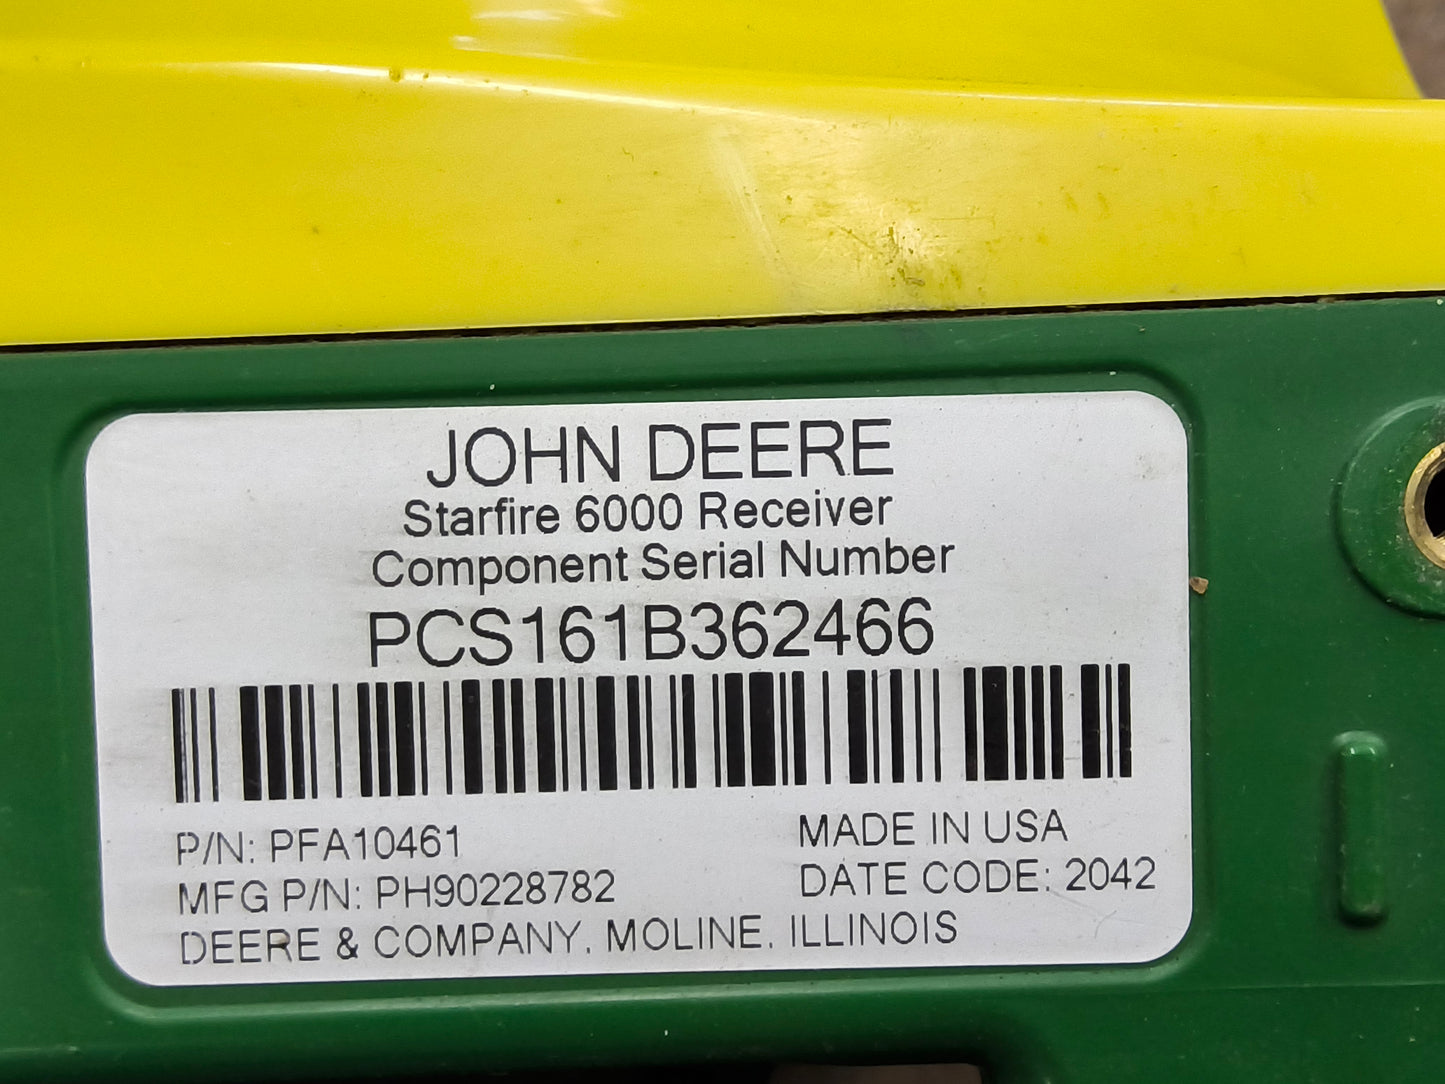 JOHN DEERE
Starfire 6000 Receiver
Component Serial Number
PCS161B362466
P/N: PFA10461
MADE IN USA
MFG P/N: PH90228782
DATE CODE: 2042
DEERE & COMPANY, MOLINE, ILLINOIS